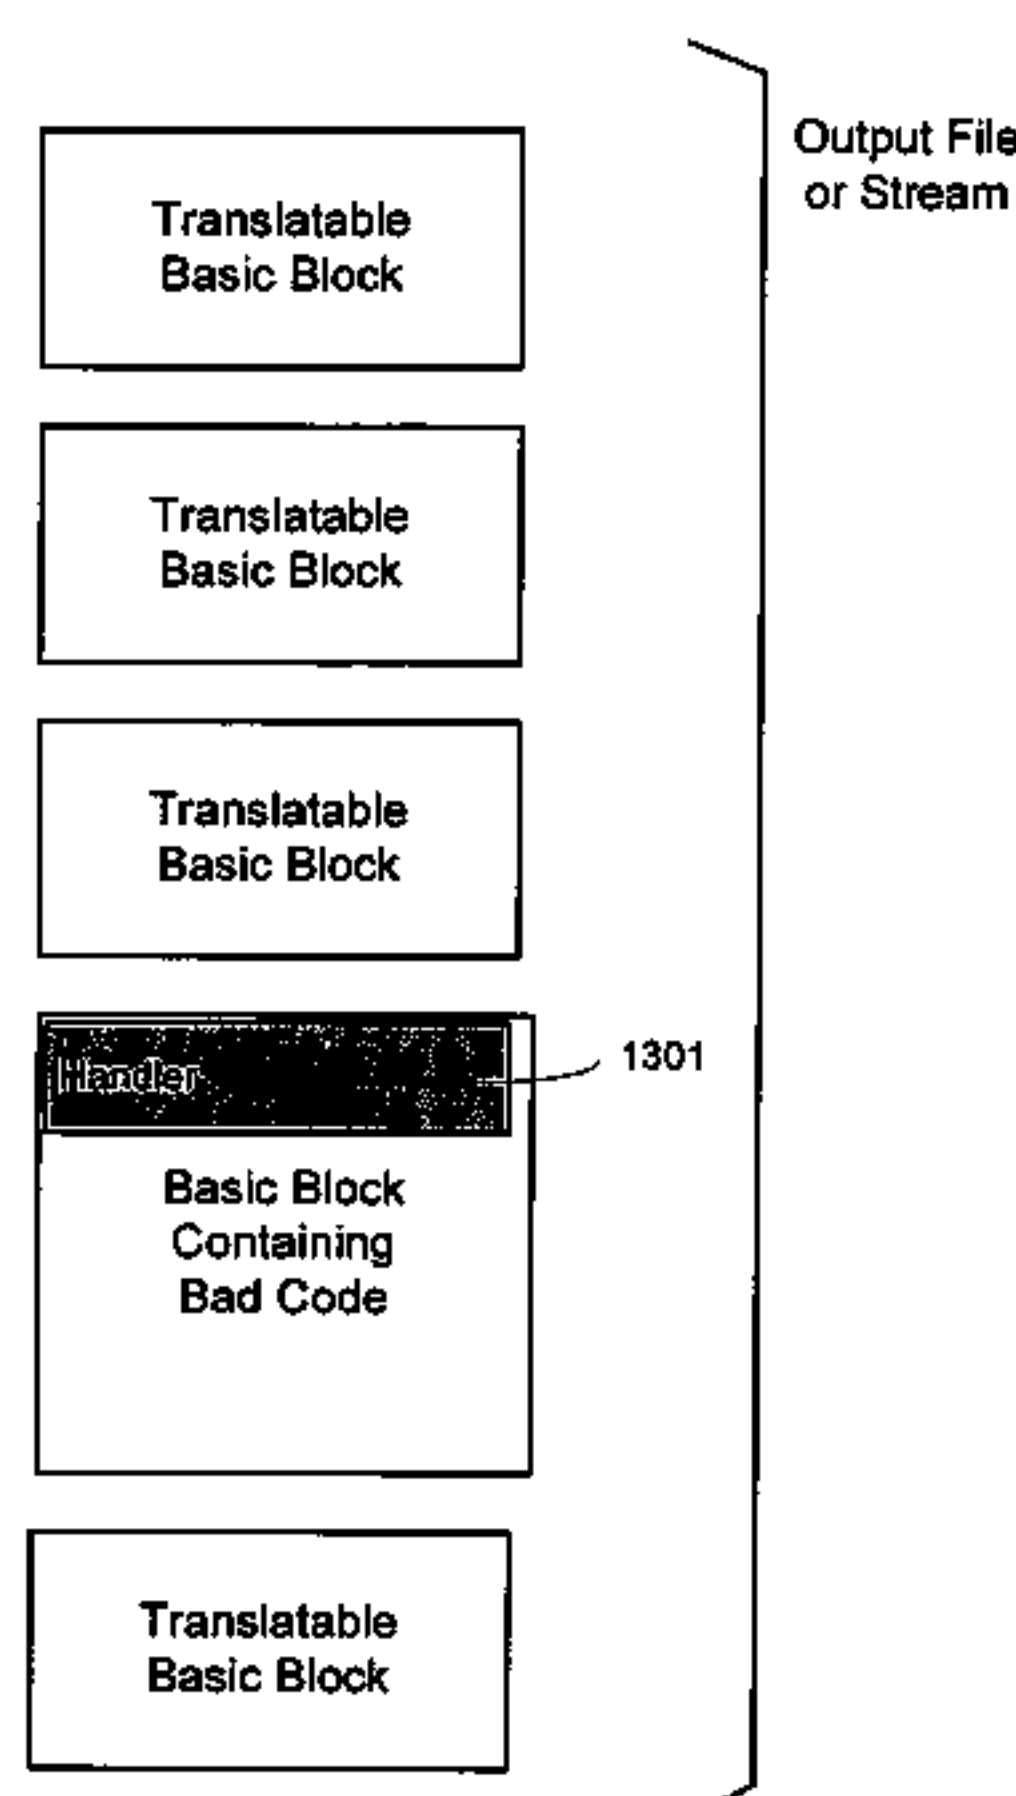 Output File
or Stream
Translatable
Basic Block
Translatable
Basic Block
Translatable
Basic Block
Handler
1301
Basic Block
Containing
Bad Code
Translatable
Basic Block